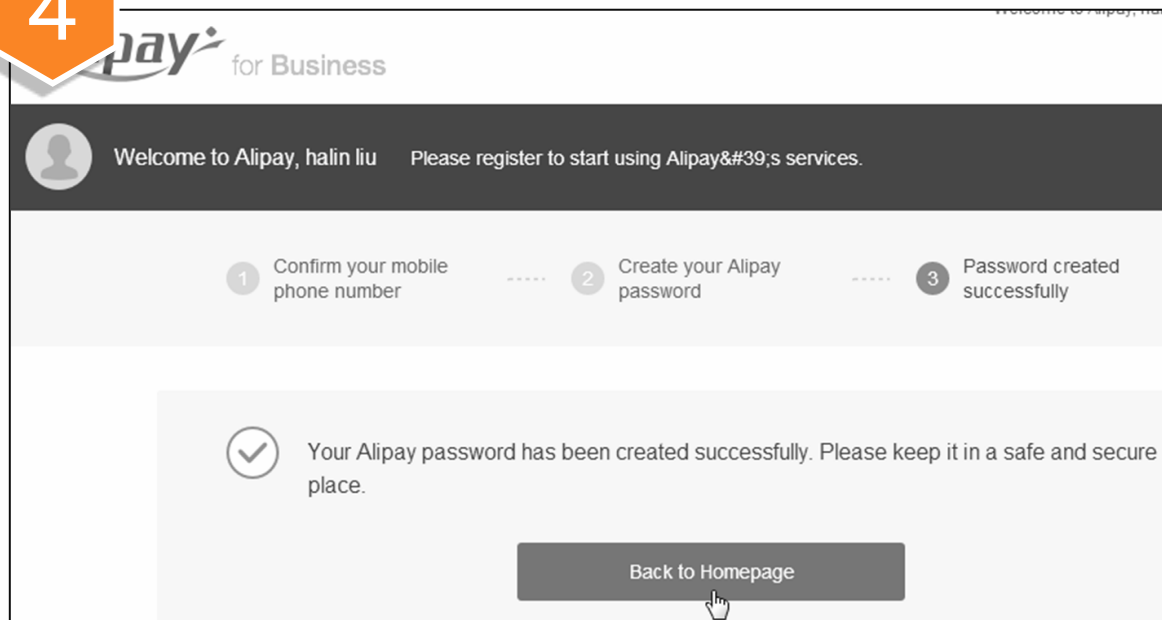 4
pay for Business
Welcome to Alipay, halin liu Please register to start using Alipay&#39;s services.
1 Confirm your mobile
phone number
2 Create your Alipay
password
3 Password created
successfully
Your Alipay password has been created successfully. Please keep it in a safe and secure
place.
Back to Homepage